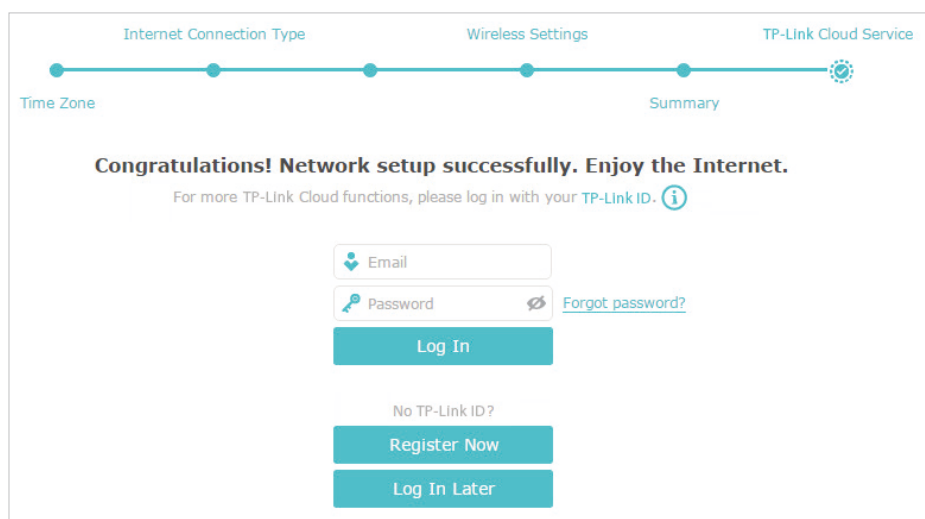 Internet Connection Type Wireless Settings TP-Link Cloud Service
Time Zone Summary
Congratulations! Network setup successfully. Enjoy the Internet.
For more TP-Link Cloud functions, please log in with your TP-Link ID.
Email
Password Forgot password?
Log In
No TP-Link ID?
Register Now
Log In Later